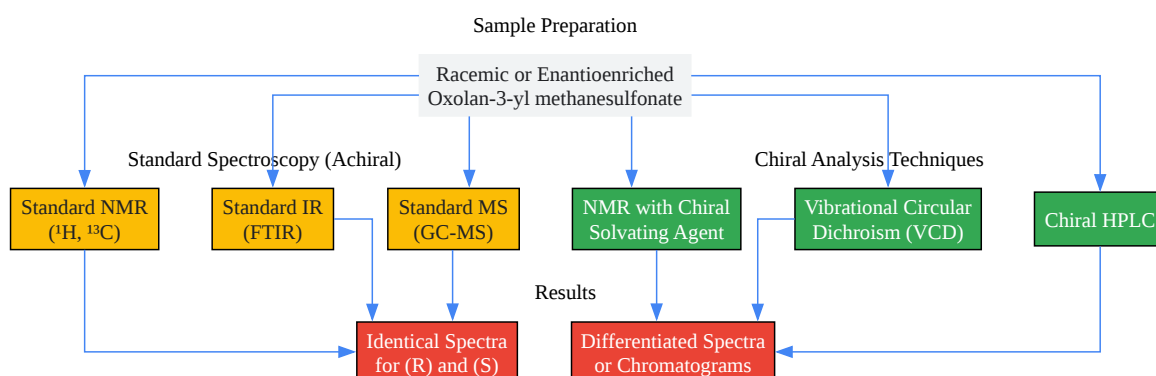 Sample Preparation
Racemic or Enantioenriched
Oxolan-3-yl methanesulfonate
Standard Spectroscopy (Achiral)
Chiral Analysis Techniques
Standard NMR
(¹H, ¹³C)
Standard IR
(FTIR)
Standard MS
(GC-MS)
NMR with Chiral
Solvating Agent
Vibrational Circular
Dichroism (VCD)
Chiral HPLC
Results
Identical Spectra
for (R) and (S)
Differentiated Spectra
or Chromatograms